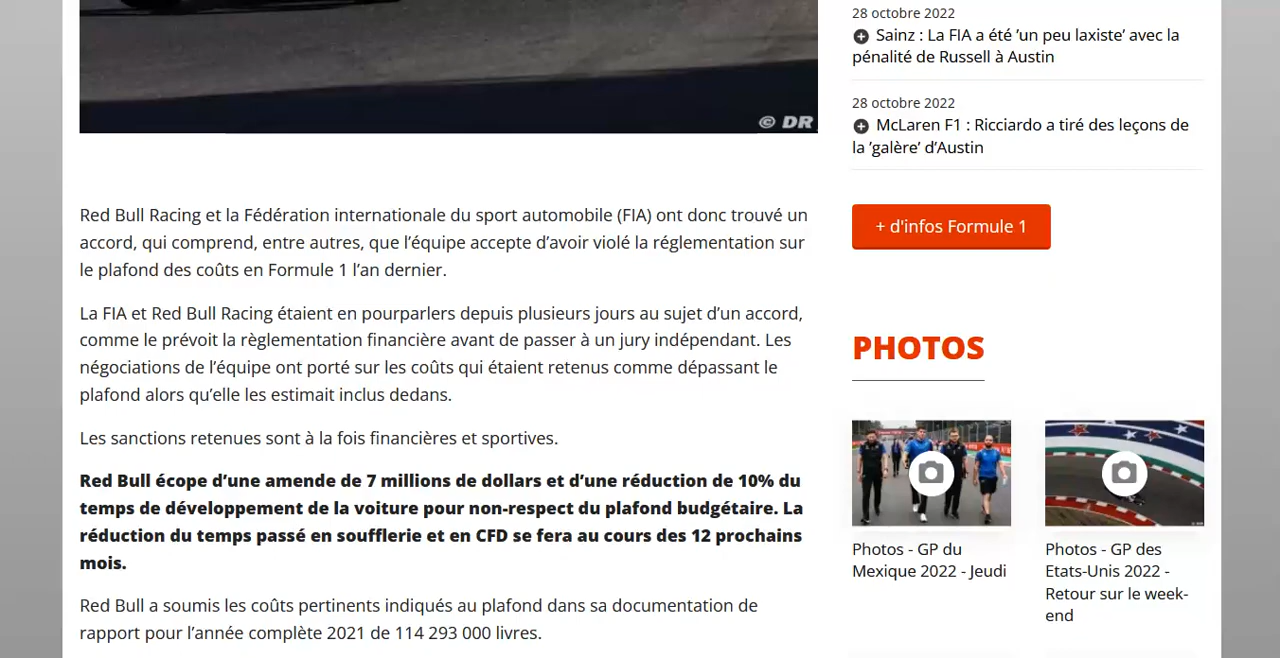 © DR
Red Bull Racing et la Fédération internationale du sport automobile (FIA) ont donc trouvé un
accord, qui comprend, entre autres, que l’équipe accepte d’avoir violé la réglementation sur
le plafond des coûts en Formule 1 l’an dernier.
La FIA et Red Bull Racing étaient en pourparlers depuis plusieurs jours au sujet d’un accord,
comme le prévoit la règlementation financière avant de passer à un jury indépendant. Les
négociations de l’équipe ont porté sur les coûts qui étaient retenus comme dépassant le
plafond alors qu’elle les estimait inclus dedans.
Les sanctions retenues sont à la fois financières et sportives.
Red Bull écope d’une amende de 7 millions de dollars et d’une réduction de 10% du
temps de développement de la voiture pour non-respect du plafond budgétaire. La
réduction du temps passé en soufflerie et en CFD se fera au cours des 12 prochains
mois.
Red Bull a soumis les coûts pertinents indiqués au plafond dans sa documentation de
rapport pour l’année complète 2021 de 114 293 000 livres.
28 octobre 2022
Sainz : La FIA a été ’un peu laxiste’ avec la
pénalité de Russell à Austin
28 octobre 2022
McLaren F1 : Ricciardo a tiré des leçons de
la ’galère’ d’Austin
+ d'infos Formule 1
PHOTOS
Photos - GP du
Mexique 2022 - Jeudi
Photos - GP des
Etats-Unis 2022 -
Retour sur le week-
end